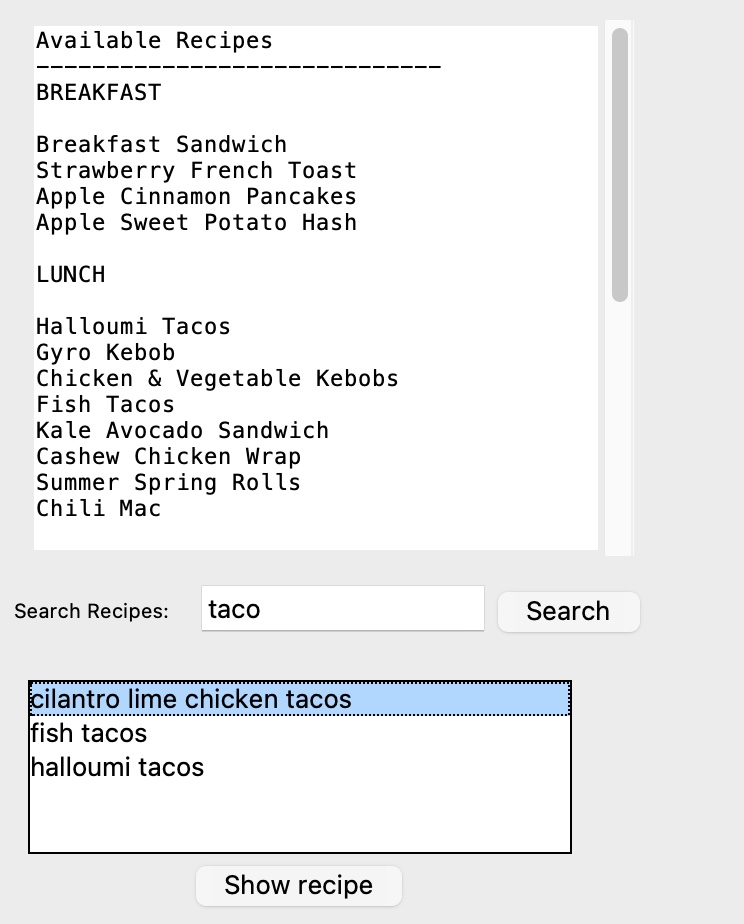 Available Recipes
-----------------------------
BREAKFAST
Breakfast Sandwich
Strawberry French Toast
Apple Cinnamon Pancakes
Apple Sweet Potato Hash
LUNCH
Halloumi Tacos
Gyro Kebob
Chicken & Vegetable Kebobs
Fish Tacos
Kale Avocado Sandwich
Cashew Chicken Wrap
Summer Spring Rolls
Chili Mac
Search Recipes: taco Search
cilantro lime chicken tacos
fish tacos
halloumi tacos
Show recipe